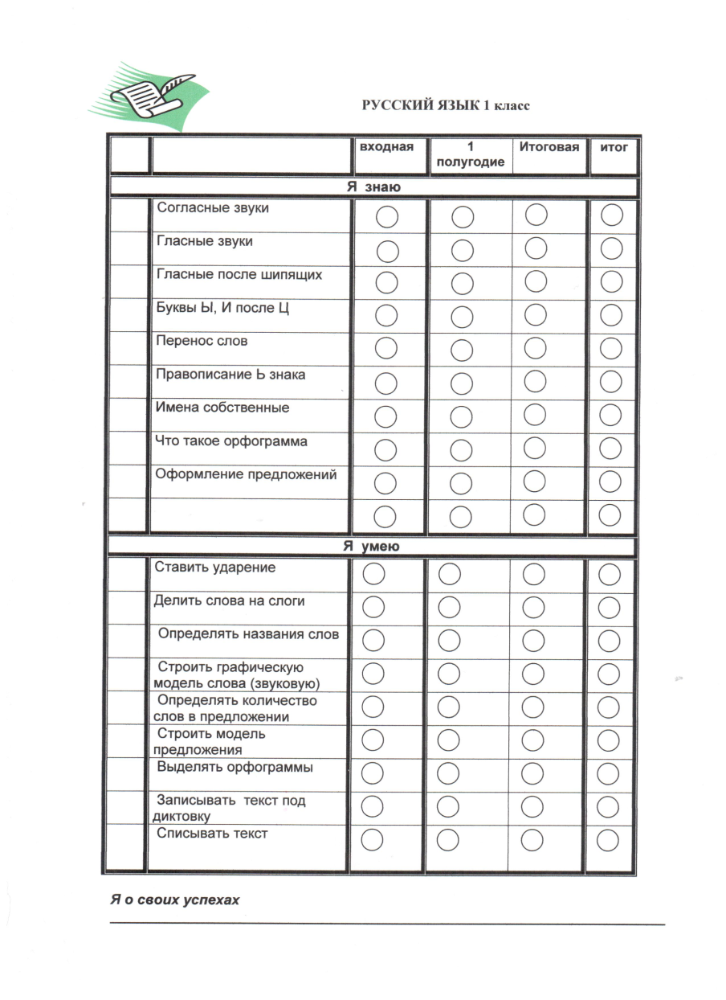 РУССКИЙ ЯЗЫК 1 класс
входная 1 Итоговая итог
полугодие
Я знаю
Согласные звуки
Гласные звуки
Гласные после шипящих
Буквы Ы, И после Ц
Перенос слов
Правописание Ь знака
Имена собственные
Что такое орфограмма
Оформление предложений
Я умею
Ставить ударение
Делить слова на слоги
Определять названия слов
Строить графическую
модель слова (звуковую)
Определять количество
слов в предложении
Строить модель
предложения
Выделять орфограммы
Записывать текст под
диктовку
Списывать текст
Я о своих успехах